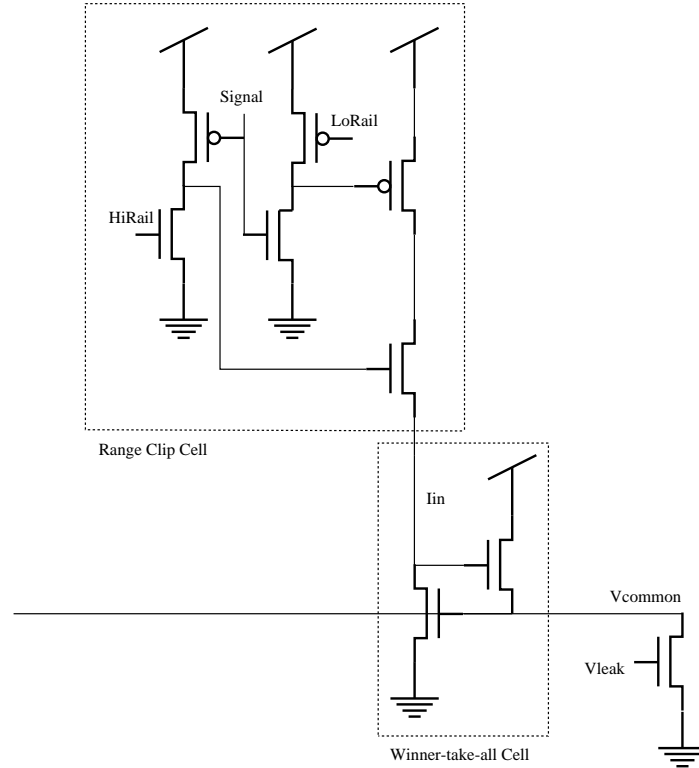 Signal
LoRail
HiRail
Range Clip Cell
Iin
Vcommon
Vleak
Winner-take-all Cell